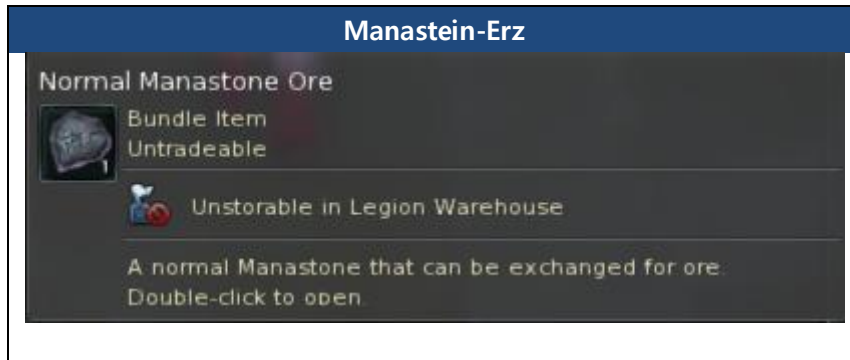 Manastein-Erz
Normal Manastone Ore
Bundle Item
Untradeable
1
Unstorable in Legion Warehouse
A normal Manastone that can be exchanged for ore.
Double-click to open.